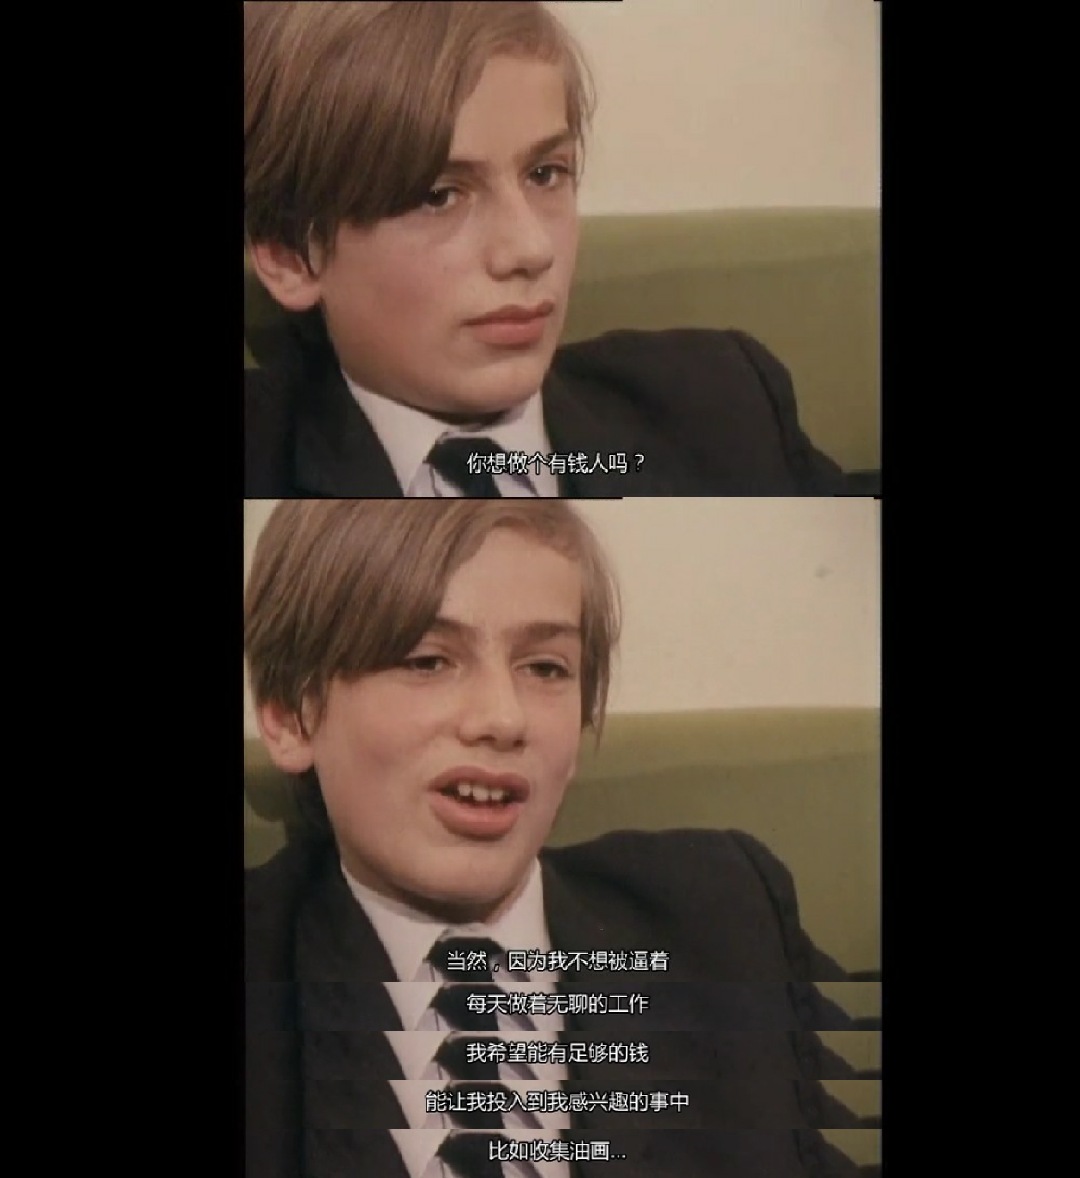 你想做个有钱人吗？
当然，因为我不想被逼着
每天做着无聊的工作
我希望能有足够的钱
能让我投入到我感兴趣的事中
比如收集油画...